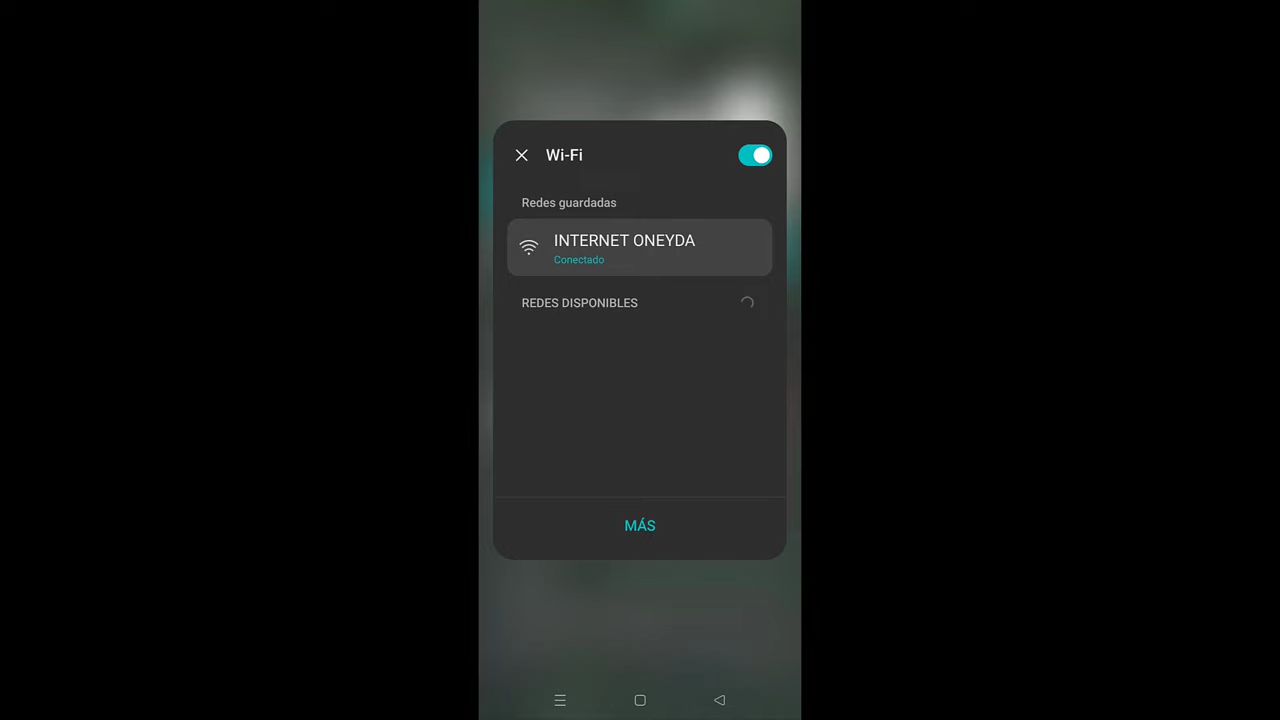 Wi-Fi
Redes guardadas
INTERNET ONEYDA
Conectado
REDES DISPONIBLES
MÁS